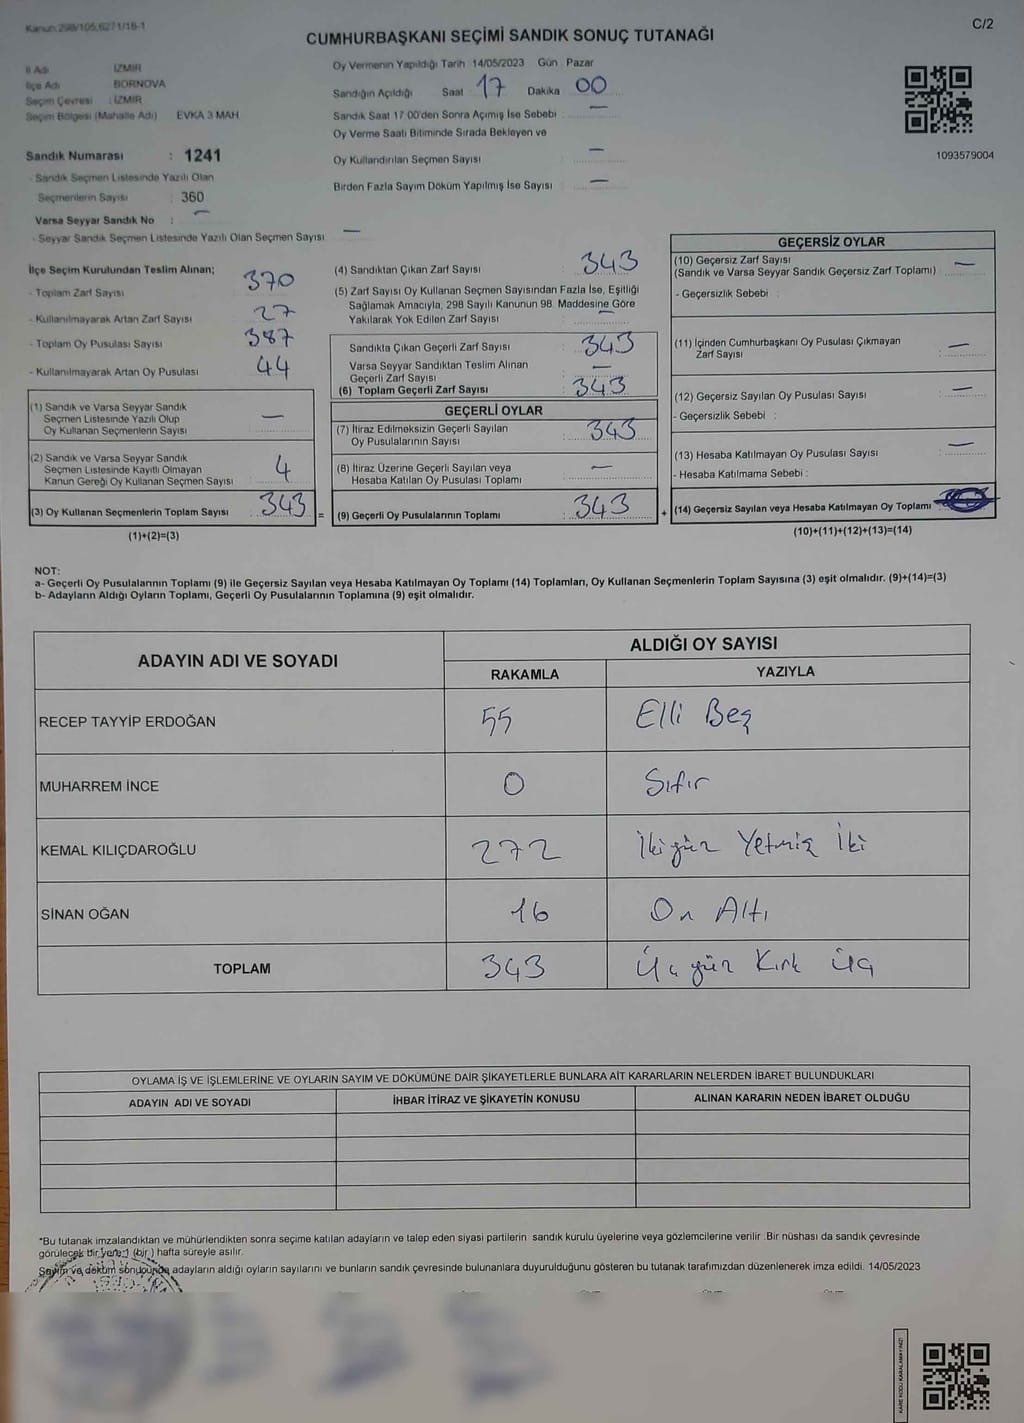 Kanun:298/105,6271/16-1
C/2
CUMHURBAŞKANI SEÇİMİ SANDIK SONUÇ TUTANAĞI
İl Adı İZMİR
İlçe Adı BORNOVA
Seçim Çevresi : İZMİR
Seçim Bölgesi (Mahalle Adı) EVKA 3 MAH
Sandık Numarası : 1241
- Sandık Seçmen Listesinde Yazılı Olan
Seçmenlerin Sayısı : 360
Varsa Seyyar Sandık No : —
- Seyyar Sandık Seçmen Listesinde Yazılı Olan Seçmen Sayısı —
Oy Vermenin Yapıldığı Tarih 14/05/2023 Gün Pazar
Sandığın Açıldığı Saat 17 Dakika 00
Sandık Saat 17 00'den Sonra Açımış İse Sebebi : —
Oy Verme Saati Bitiminde Sırada Bekleyen ve
Oy Kullandırılan Seçmen Sayısı —
Birden Fazla Sayım Döküm Yapılmış İse Sayısı : —
1093579004
İlçe Seçim Kurulundan Teslim Alınan;
- Toplam Zarf Sayısı 370
- Kullanılmayarak Artan Zarf Sayısı 27
- Toplam Oy Pusulası Sayısı 387
- Kullanılmayarak Artan Oy Pusulası 44
(1) Sandık ve Varsa Seyyar Sandık
Seçmen Listesinde Yazılı Olup
Oy Kullanan Seçmenlerin Sayısı —
(2) Sandık ve Varsa Seyyar Sandık
Seçmen Listesinde Kayıtlı Olmayan
Kanun Gereği Oy Kullanan Seçmen Sayısı 4
(3) Oy Kullanan Seçmenlerin Toplam Sayısı 343 =
(1)+(2)=(3)
(4) Sandıktan Çıkan Zarf Sayısı 343
(5) Zarf Sayısı Oy Kullanan Seçmen Sayısından Fazla İse, Eşitliği
Sağlamak Amacıyla, 298 Sayılı Kanunun 98. Maddesine Göre
Yakılarak Yok Edilen Zarf Sayısı —
Sandıkta Çıkan Geçerli Zarf Sayısı : 343
Varsa Seyyar Sandıktan Teslim Alınan
Geçerli Zarf Sayısı —
(6) Toplam Geçerli Zarf Sayısı 343
GEÇERLİ OYLAR
(7) İtiraz Edilmeksizin Geçerli Sayılan
Oy Pusulalarının Sayısı : 343
(8) İtiraz Üzerine Geçerli Sayılan veya
Hesaba Katılan Oy Pusulası Toplamı : —
(9) Geçerli Oy Pusulalarının Toplamı : 343 +
GEÇERSİZ OYLAR
(10) Geçersiz Zarf Sayısı
(Sandık ve Varsa Seyyar Sandık Geçersiz Zarf Toplamı) : —
- Geçersizlik Sebebi :
(11) İçinden Cumhurbaşkanı Oy Pusulası Çıkmayan
Zarf Sayısı : —
(12) Geçersiz Sayılan Oy Pusulası Sayısı : —
- Geçersizlik Sebebi :
(13) Hesaba Katılmayan Oy Pusulası Sayısı : —
- Hesaba Katılmama Sebebi :
(14) Geçersiz Sayılan veya Hesaba Katılmayan Oy Toplamı :
(10)+(11)+(12)+(13)=(14)
NOT:
a- Geçerli Oy Pusulalarının Toplamı (9) ile Geçersiz Sayılan veya Hesaba Katılmayan Oy Toplamı (14) Toplamları, Oy Kullanan Seçmenlerin Toplam Sayısına (3) eşit olmalıdır. (9)+(14)=(3)
b- Adayların Aldığı Oyların Toplamı, Geçerli Oy Pusulalarının Toplamına (9) eşit olmalıdır.
ADAYIN ADI VE SOYADI ALDIĞI OY SAYISI
RAKAMLA YAZIYLA
RECEP TAYYİP ERDOĞAN 55 Elli Beş
MUHARREM İNCE 0 Sıfır
KEMAL KILIÇDAROĞLU 272 İkiyüz Yetmiş İki
SİNAN OĞAN 16 On Altı
TOPLAM 343 Üç yüz Kırk üç
OYLAMA İŞ VE İŞLEMLERİNE VE OYLARIN SAYIM VE DÖKÜMÜNE DAİR ŞİKAYETLERLE BUNLARA AİT KARARLARIN NELERDEN İBARET BULUNDUKLARI
ADAYIN ADI VE SOYADI İHBAR İTİRAZ VE ŞİKAYETİN KONUSU ALINAN KARARIN NEDEN İBARET OLDUĞU
*Bu tutanak imzalandıktan ve mühürlendikten sonra seçime katılan adayların ve talep eden siyasi partilerin sandık kurulu üyelerine veya gözlemcilerine verilir .Bir nüshası da sandık çevresinde
görülecek bir yere 1 (bir ) hafta süreyle asılır.
Sayım ve döküm sonucunda adayların aldığı oyların sayılarını ve bunların sandık çevresinde bulunanlara duyurulduğunu gösteren bu tutanak tarafımızdan düzenlenerek imza edildi. 14/05/2023
KARE KODU KARALAMAYINIZ!